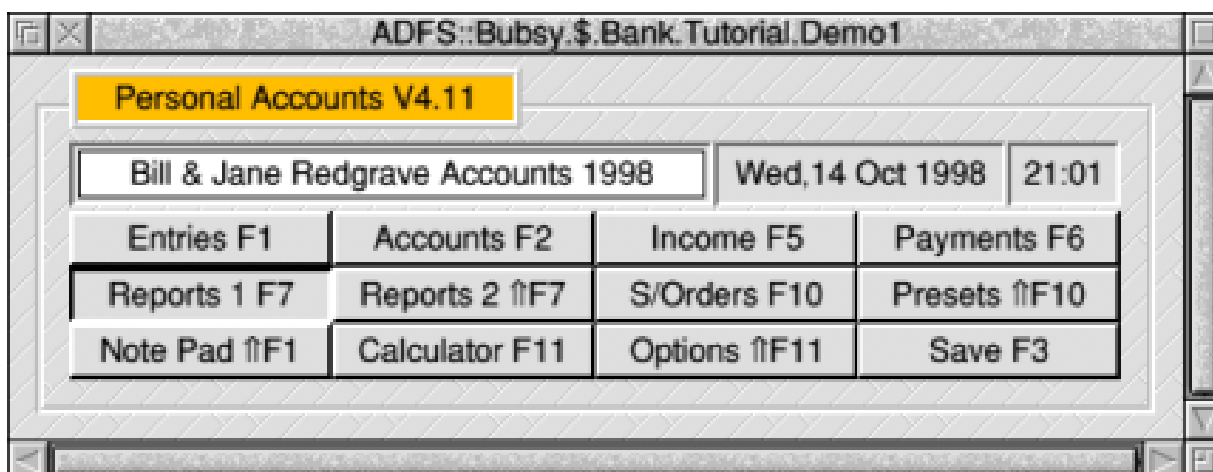 ADFS::Bubsy.$.Bank.Tutorial.Demo1
Personal Accounts V4.11
Bill & Jane Redgrave Accounts 1998 Wed,14 Oct 1998 21:01
Entries F1 Accounts F2 Income F5 Payments F6
Reports 1 F7 Reports 2 ⇑F7 S/Orders F10 Presets ⇑F10
Note Pad ⇑F1 Calculator F11 Options ⇑F11 Save F3